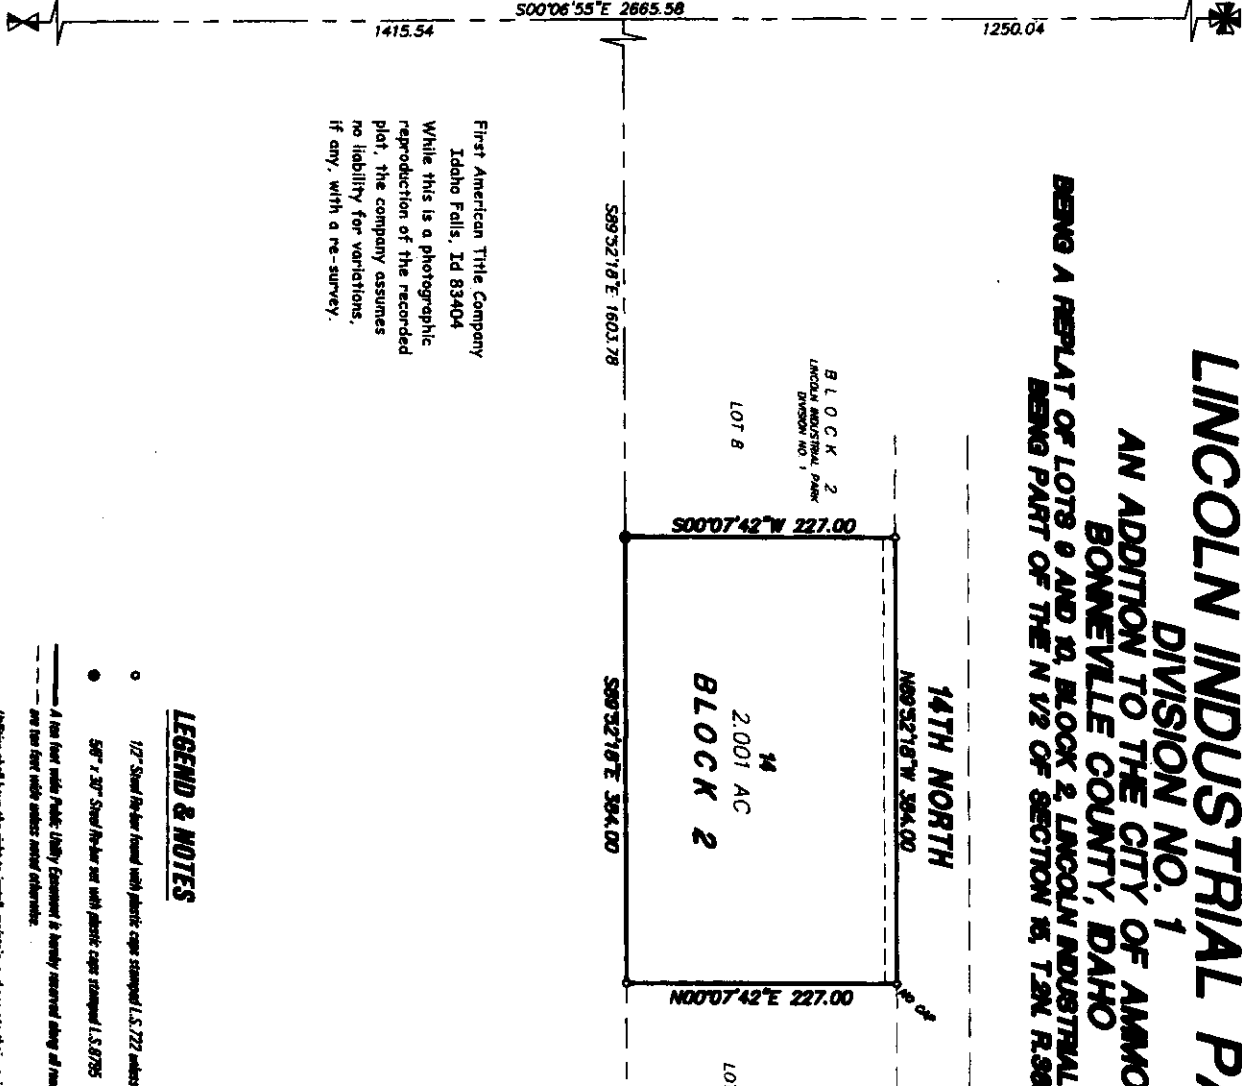 LINCOLN INDUSTRIAL
DIVISION NO. 1
AN ADDITION TO THE CITY OF
BONNEVILLE COUNTY, IDAHO
BEING A REPLAT OF LOTS 9 AND 10, BLOCK 2, LINCOLN INDUSTRIAL
BEING PART OF THE N 1/2 OF SECTION 16, T.2N.
S00°06'55"E 2665.58
1415.54
1250.04
S89°52'18"E 1603.78
B L O C K 2
LINCOLN INDUSTRIAL PARK
DIVISION NO. 1
LOT 8
14TH NORTH
N89°52'18"W 384.00
S00°07'42"W 227.00
14
2.001 AC
BLOCK 2
S89°52'18"E 384.00
N00°07'42"E 227.00
NO CAP
First American Title Company
Idaho Falls, Id 83404
While this is a photographic
reproduction of the recorded
plat, the company assumes
no liability for variations,
if any, with a re-survey.
LEGEND & NOTES
1/2" Steel Re-bar found with plastic caps stamped L.S.722 unless
5/8" x 30" Steel Re-bar set with plastic caps stamped L.S.8795
A ten foot wide Public Utility Easement is hereby reserved along all
are ten feet wide unless noted otherwise.